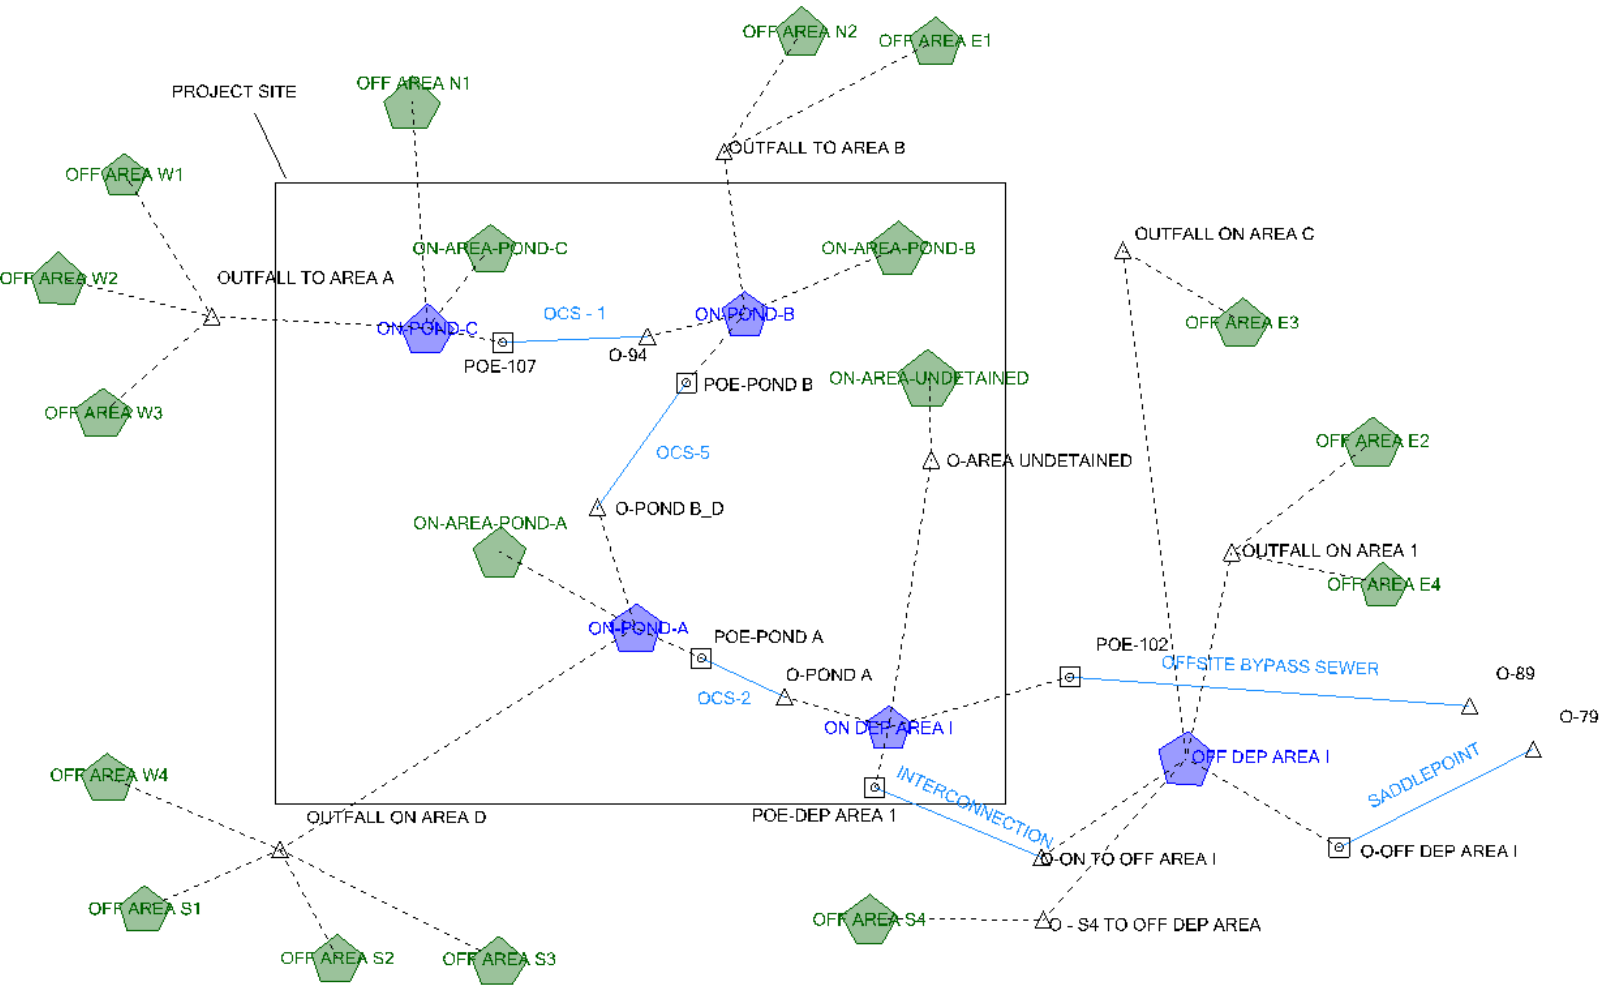 OFF AREA N2
OFF AREA E1
OFF AREA N1
PROJECT SITE
OUTFALL TO AREA B
OFF AREA W1
OUTFALL ON AREA C
ON-AREA-POND-C
ON-AREA-POND-B
OFF AREA W2
OUTFALL TO AREA A
OCS - 1
ON-POND-B
OFF AREA E3
ON-POND-C
O-94
POE-107
POE-POND B
ON-AREA-UNDETAINED
OFF AREA W3
OFF AREA E2
OCS-5
O-AREA UNDETAINED
O-POND B_D
ON-AREA-POND-A
OUTFALL ON AREA 1
OFF AREA E4
ON-POND-A
POE-POND A
POE-102
OFFSITE BYPASS SEWER
O-POND A
O-89
OCS-2
O-79
ON DEP AREA I
OFF DEP AREA I
OFF AREA W4
INTERCONNECTION
SADDLEPOINT
OUTFALL ON AREA D
POE-DEP AREA 1
O-ON TO OFF AREA I
O-OFF DEP AREA I
OFF AREA S1
OFF AREA S4
O - S4 TO OFF DEP AREA
OFF AREA S2
OFF AREA S3